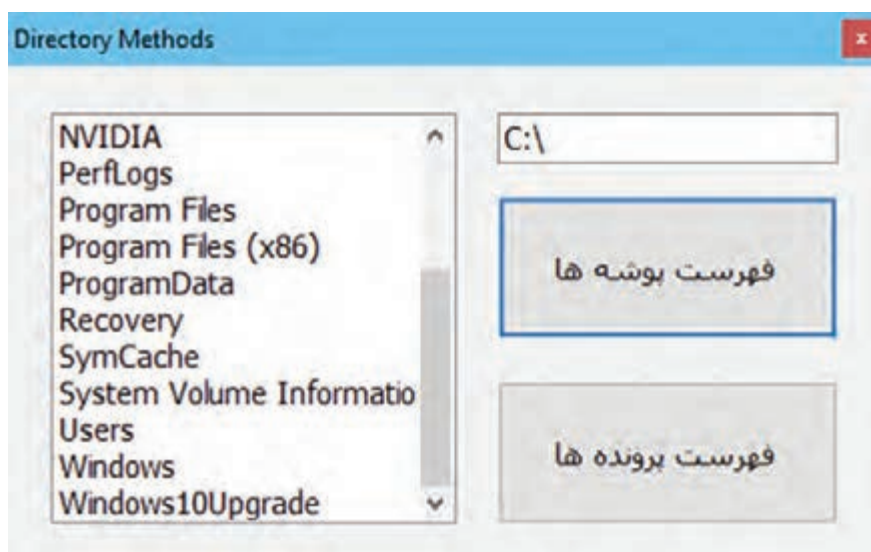 Directory Methods
x
NVIDIA
PerfLogs
Program Files
Program Files (x86)
ProgramData
Recovery
SymCache
System Volume Informatio
Users
Windows
Windows10Upgrade
C:\
فهرست پوشه ها
فهرست پرونده ها